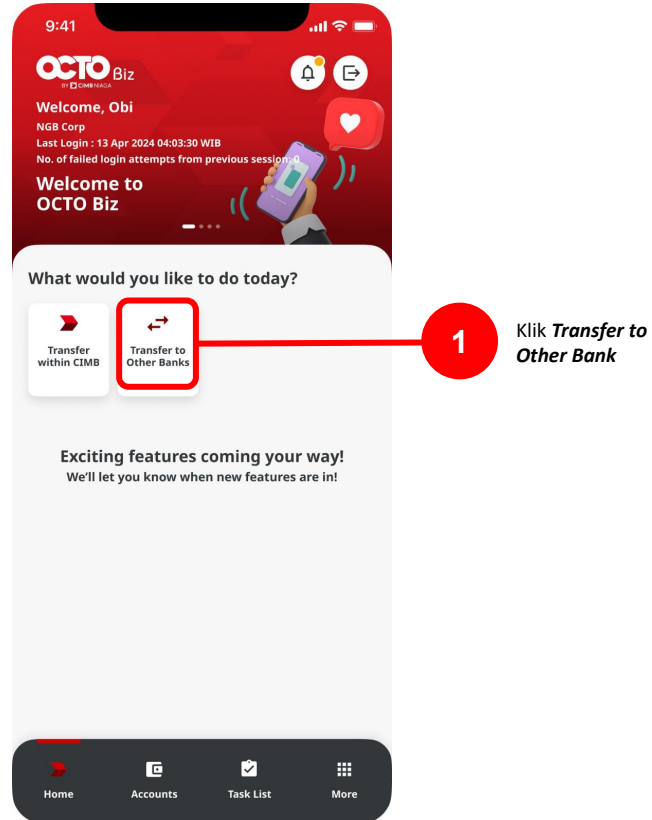 9:41
OCTO Biz
BY CIMB NIAGA
Welcome, Obi
NGB Corp
Last Login : 13 Apr 2024 04:03:30 WIB
No. of failed login attempts from previous session: 0
Welcome to
OCTO Biz
What would you like to do today?
Transfer
within CIMB
Transfer to
Other Banks
1
Klik Transfer to
Other Bank
Exciting features coming your way!
We'll let you know when new features are in!
Home
Accounts
Task List
More